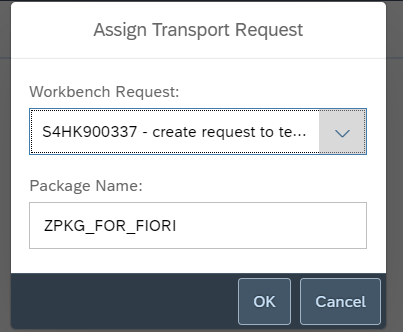 Assign Transport Request
Workbench Request:
S4HK900337 - create request to te...
Package Name:
ZPKG_FOR_FIORI
OK Cancel